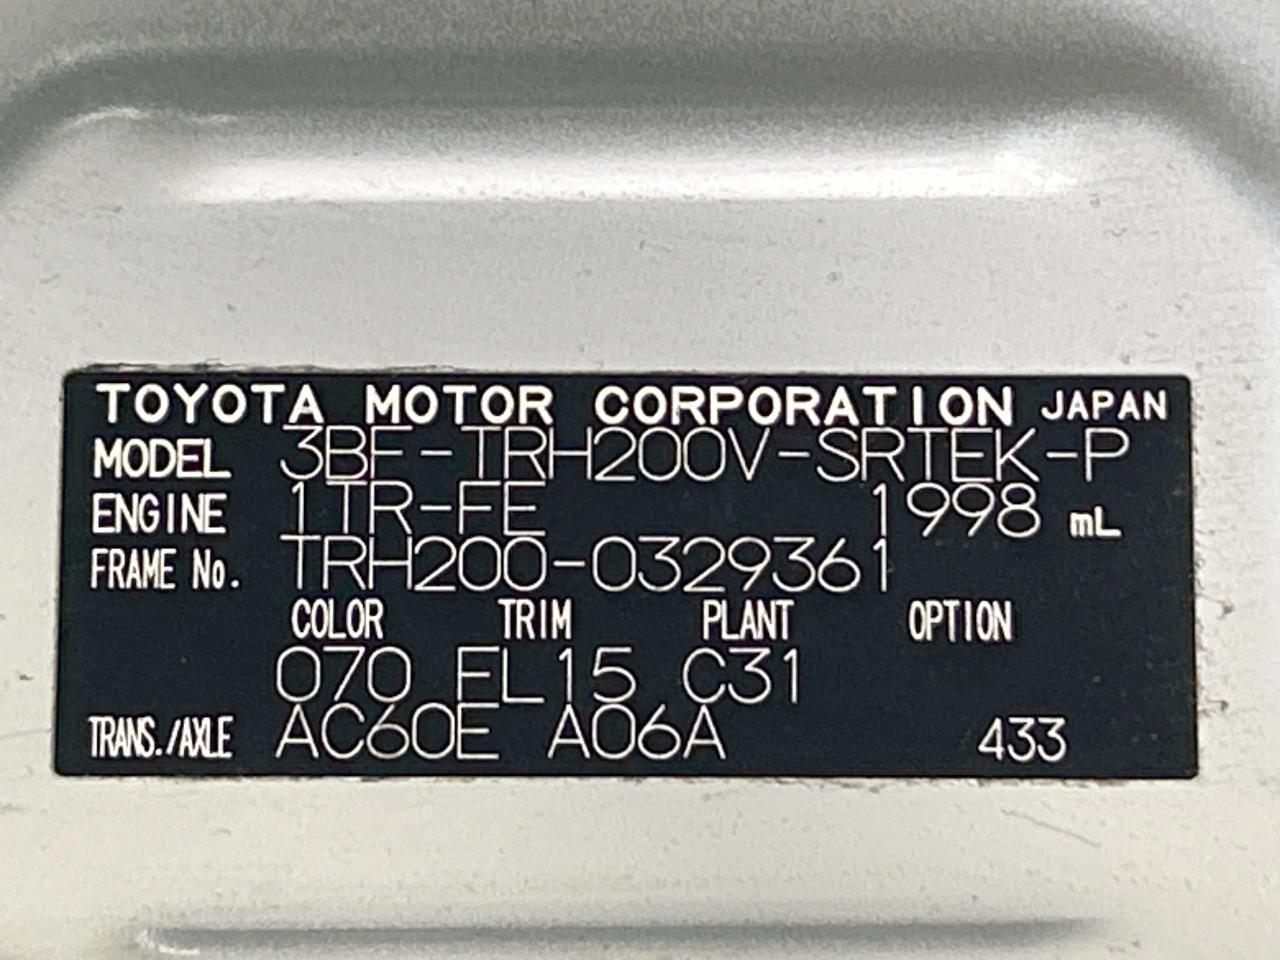 TOYOTA MOTOR CORPORATION JAPAN
MODEL 3BF-TRH200V-SRTEK-P
ENGINE 1TR-FE 1998 mL
FRAME No. TRH200-0329361
COLOR TRIM PLANT OPTION
070 FL15 C31
TRANS./AXLE AC60E A06A 433